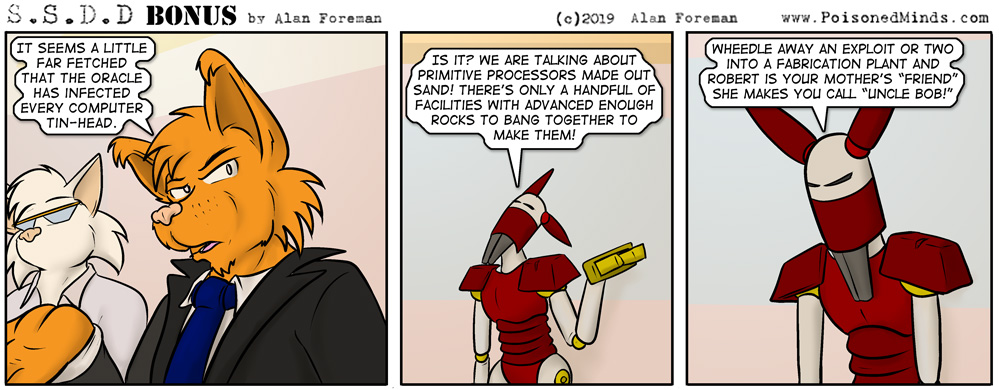 S.S.D.D BONUS by Alan Foreman (c)2019 Alan Foreman www.PoisonedMinds.com
IT SEEMS A LITTLE
FAR FETCHED
THAT THE ORACLE
HAS INFECTED
EVERY COMPUTER
TIN-HEAD.
IS IT? WE ARE TALKING ABOUT
PRIMITIVE PROCESSORS MADE OUT
SAND! THERE'S ONLY A HANDFUL OF
FACILITIES WITH ADVANCED ENOUGH
ROCKS TO BANG TOGETHER TO
MAKE THEM!
WHEEDLE AWAY AN EXPLOIT OR TWO
INTO A FABRICATION PLANT AND
ROBERT IS YOUR MOTHER'S "FRIEND"
SHE MAKES YOU CALL "UNCLE BOB!"